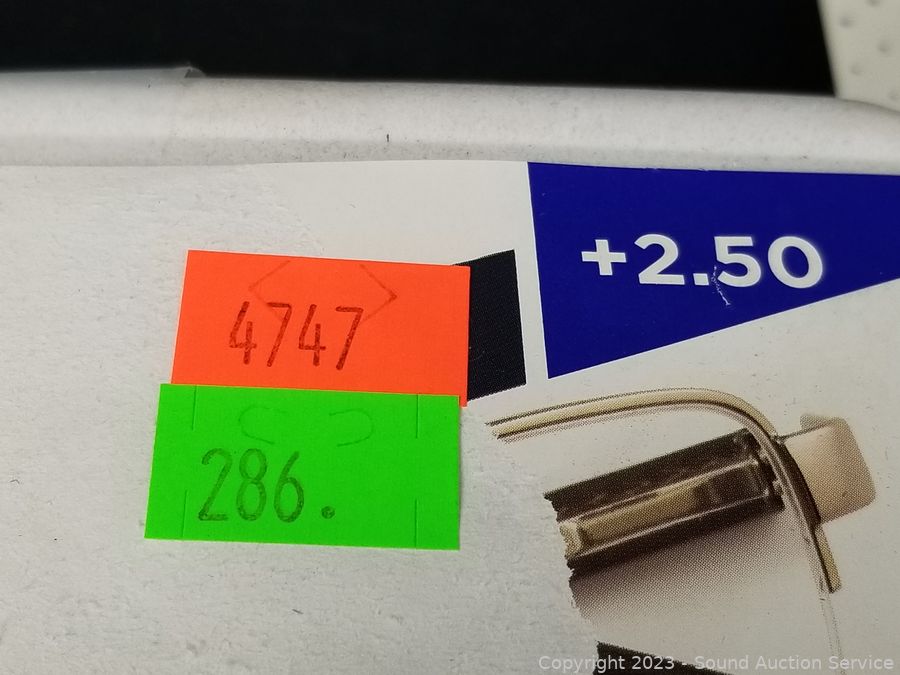 +2.50
4747
286.
Copyright 2023 - Sound Auction Service